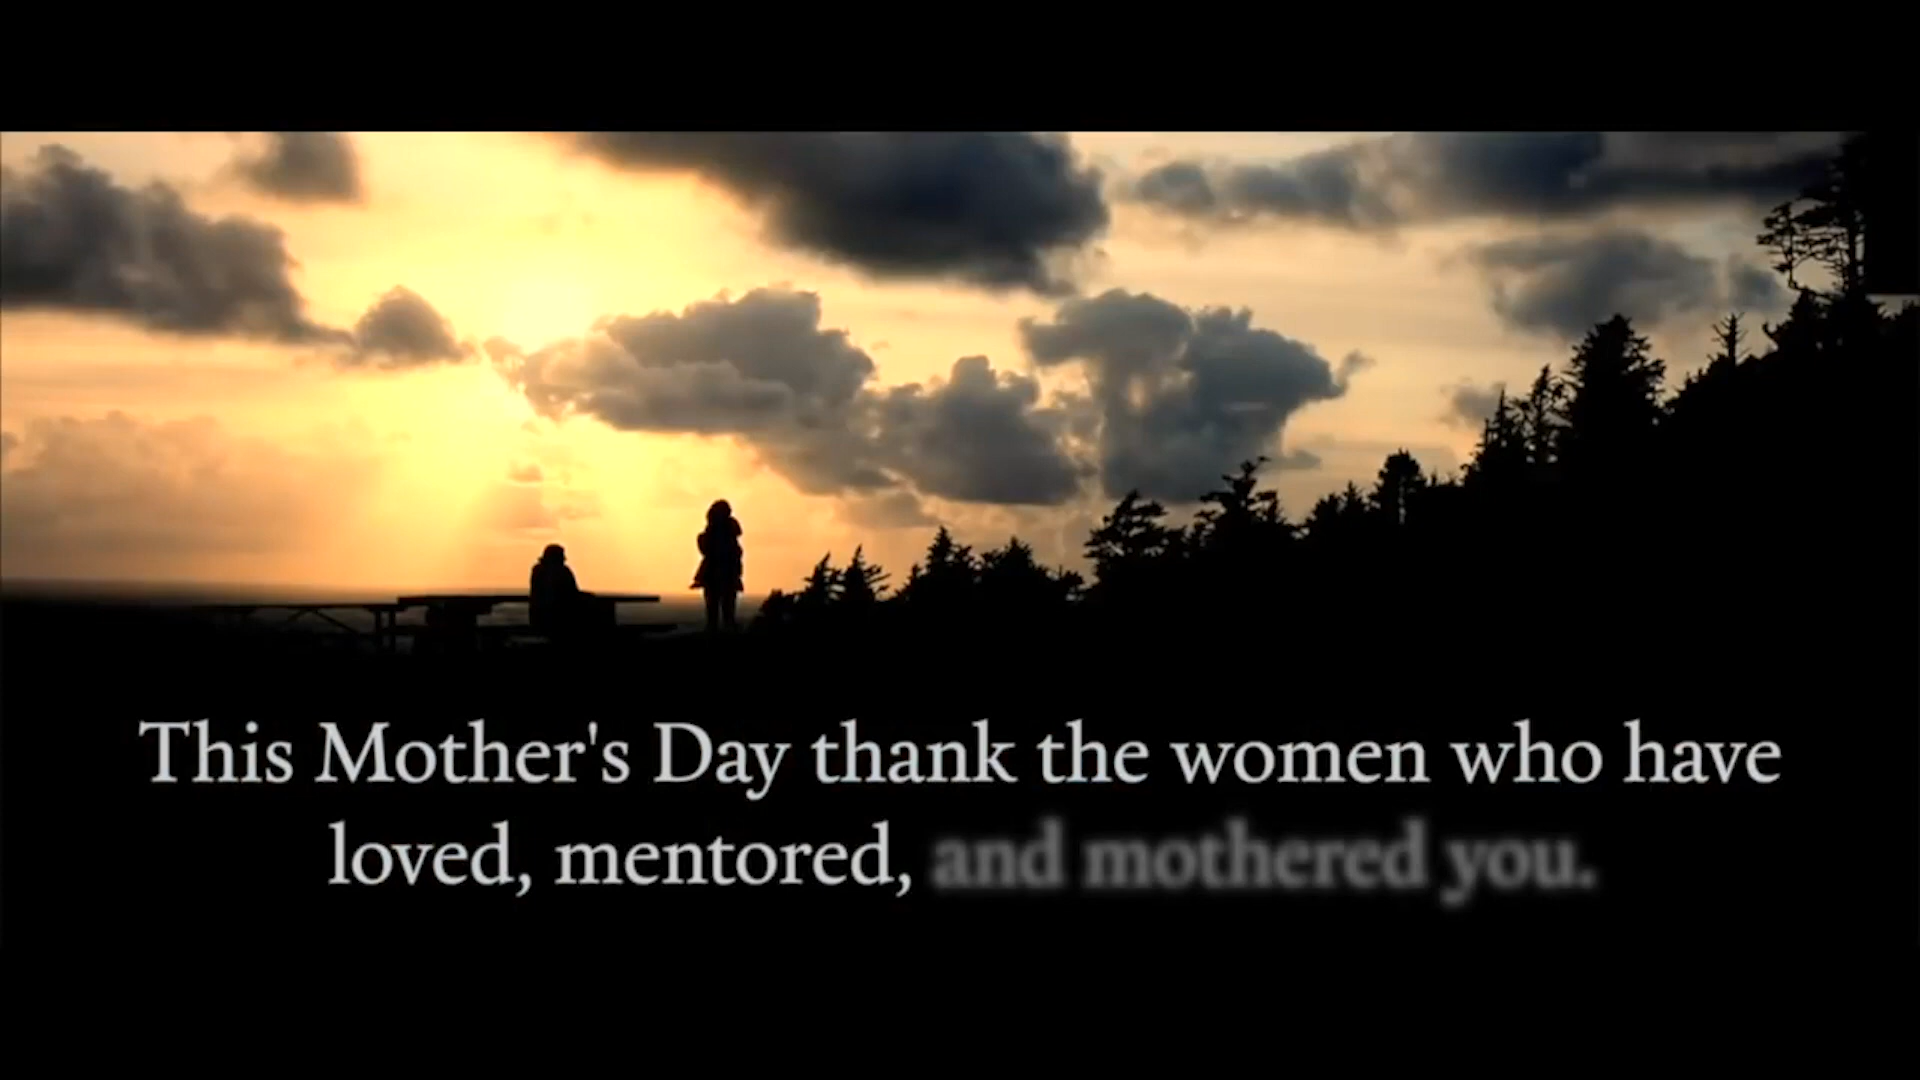 This Mother's Day thank the women who have
loved, mentored, and mothered you.